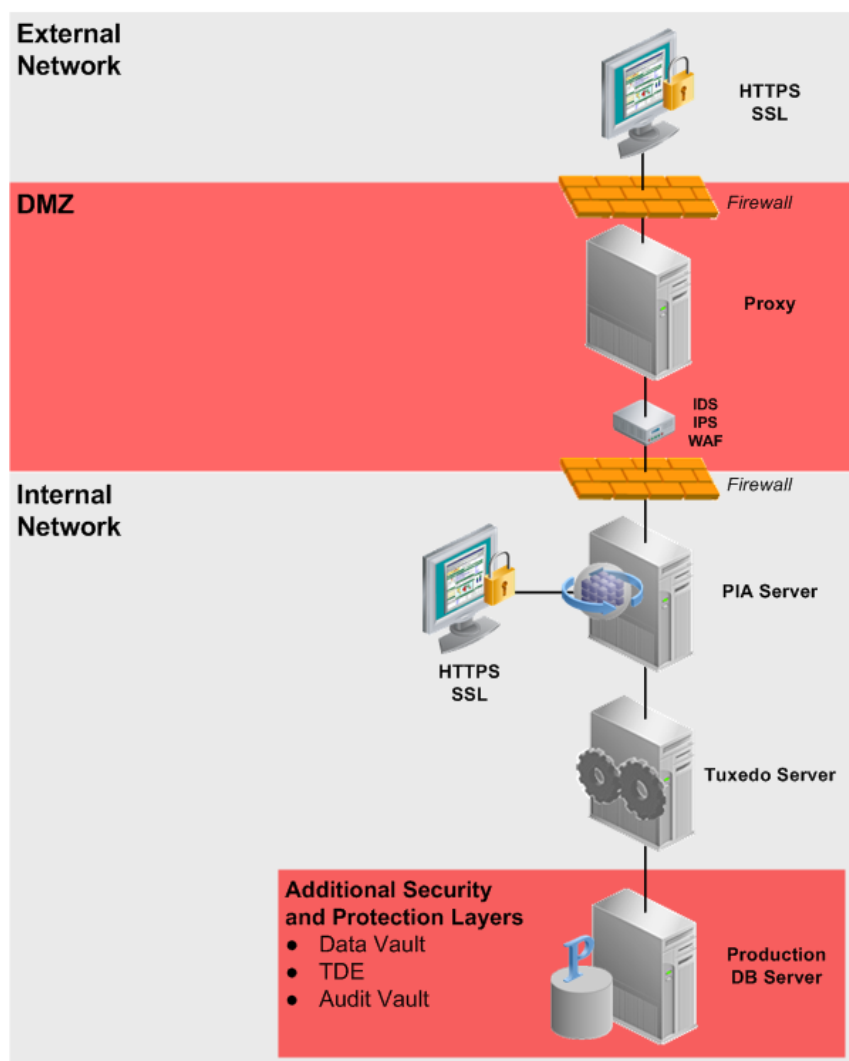 External
Network
HTTPS
SSL
DMZ
Firewall
Proxy
IDS
IPS
WAF
Firewall
Internal
Network
PIA Server
HTTPS
SSL
Tuxedo Server
Additional Security
and Protection Layers
● Data Vault
● TDE
● Audit Vault
P
Production
DB Server